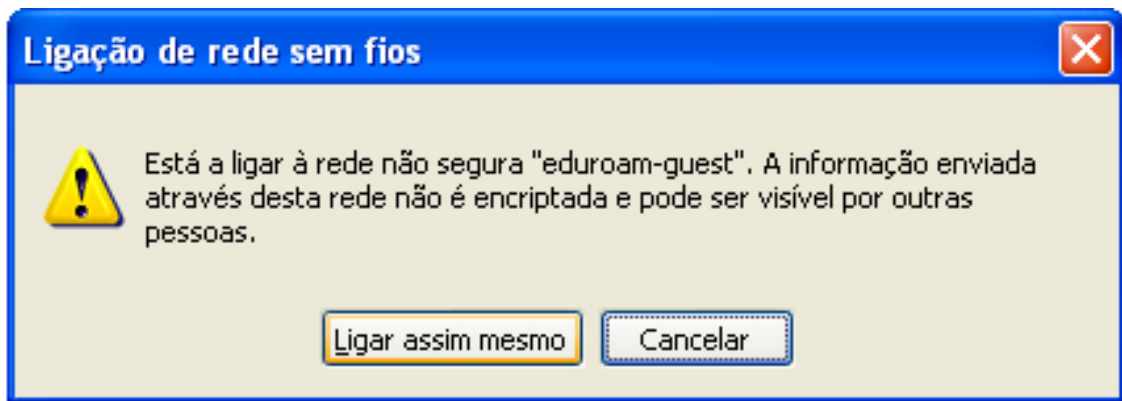 Ligação de rede sem fios
Está a ligar à rede não segura "eduroam-guest". A informação enviada
através desta rede não é encriptada e pode ser visível por outras
pessoas.
Ligar assim mesmo
Cancelar